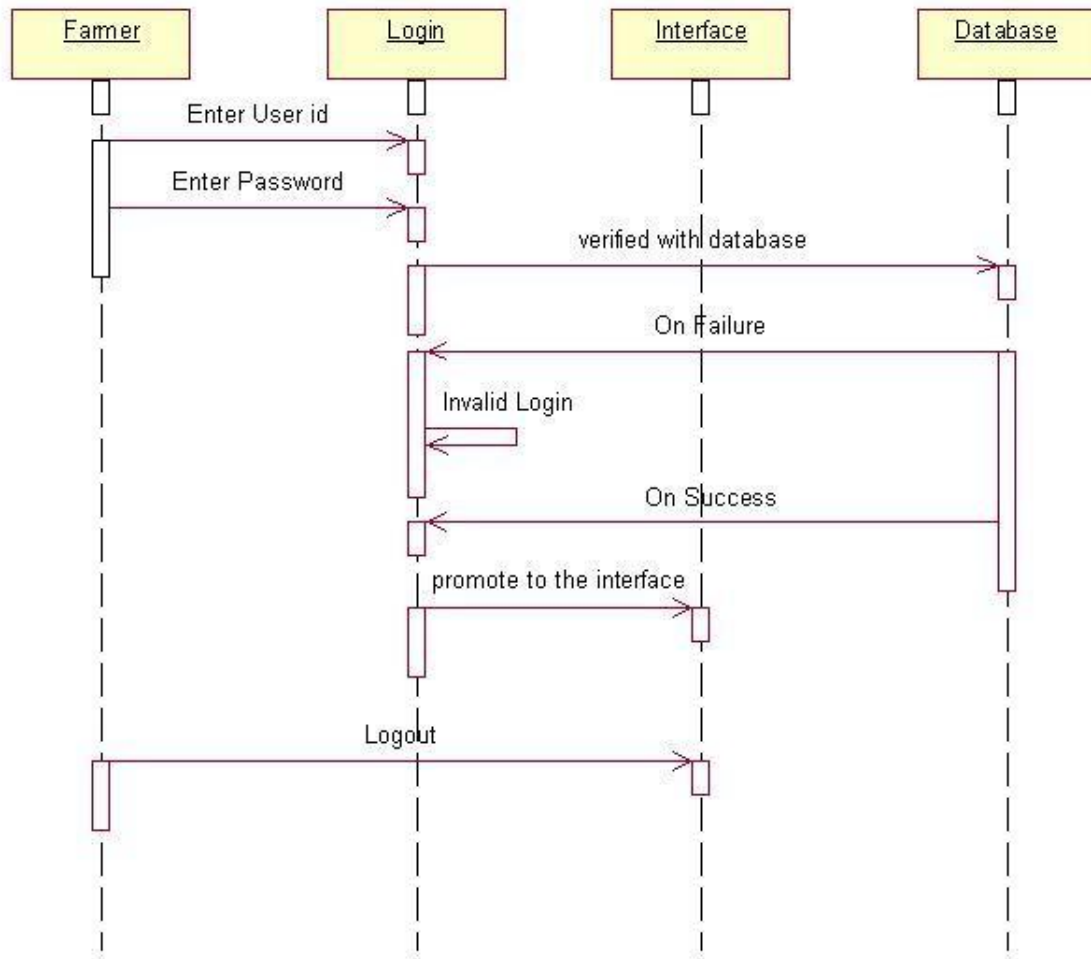 Farmer
Login
Interface
Database
Enter User id
Enter Password
verified with database
On Failure
Invalid Login
On Success
promote to the interface
Logout